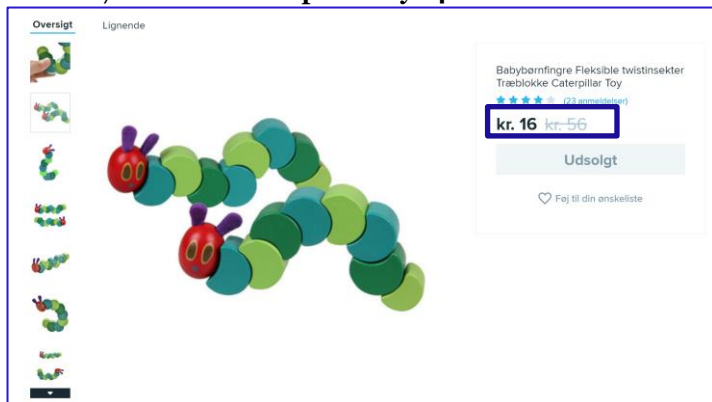 Oversigt Lignende
Babybørnfingre Fleksible twistinsekter
Træblokke Caterpillar Toy
(23 anmeldelser)
kr. 16 kr. 56
Udsolgt
Føj til din ønskeliste